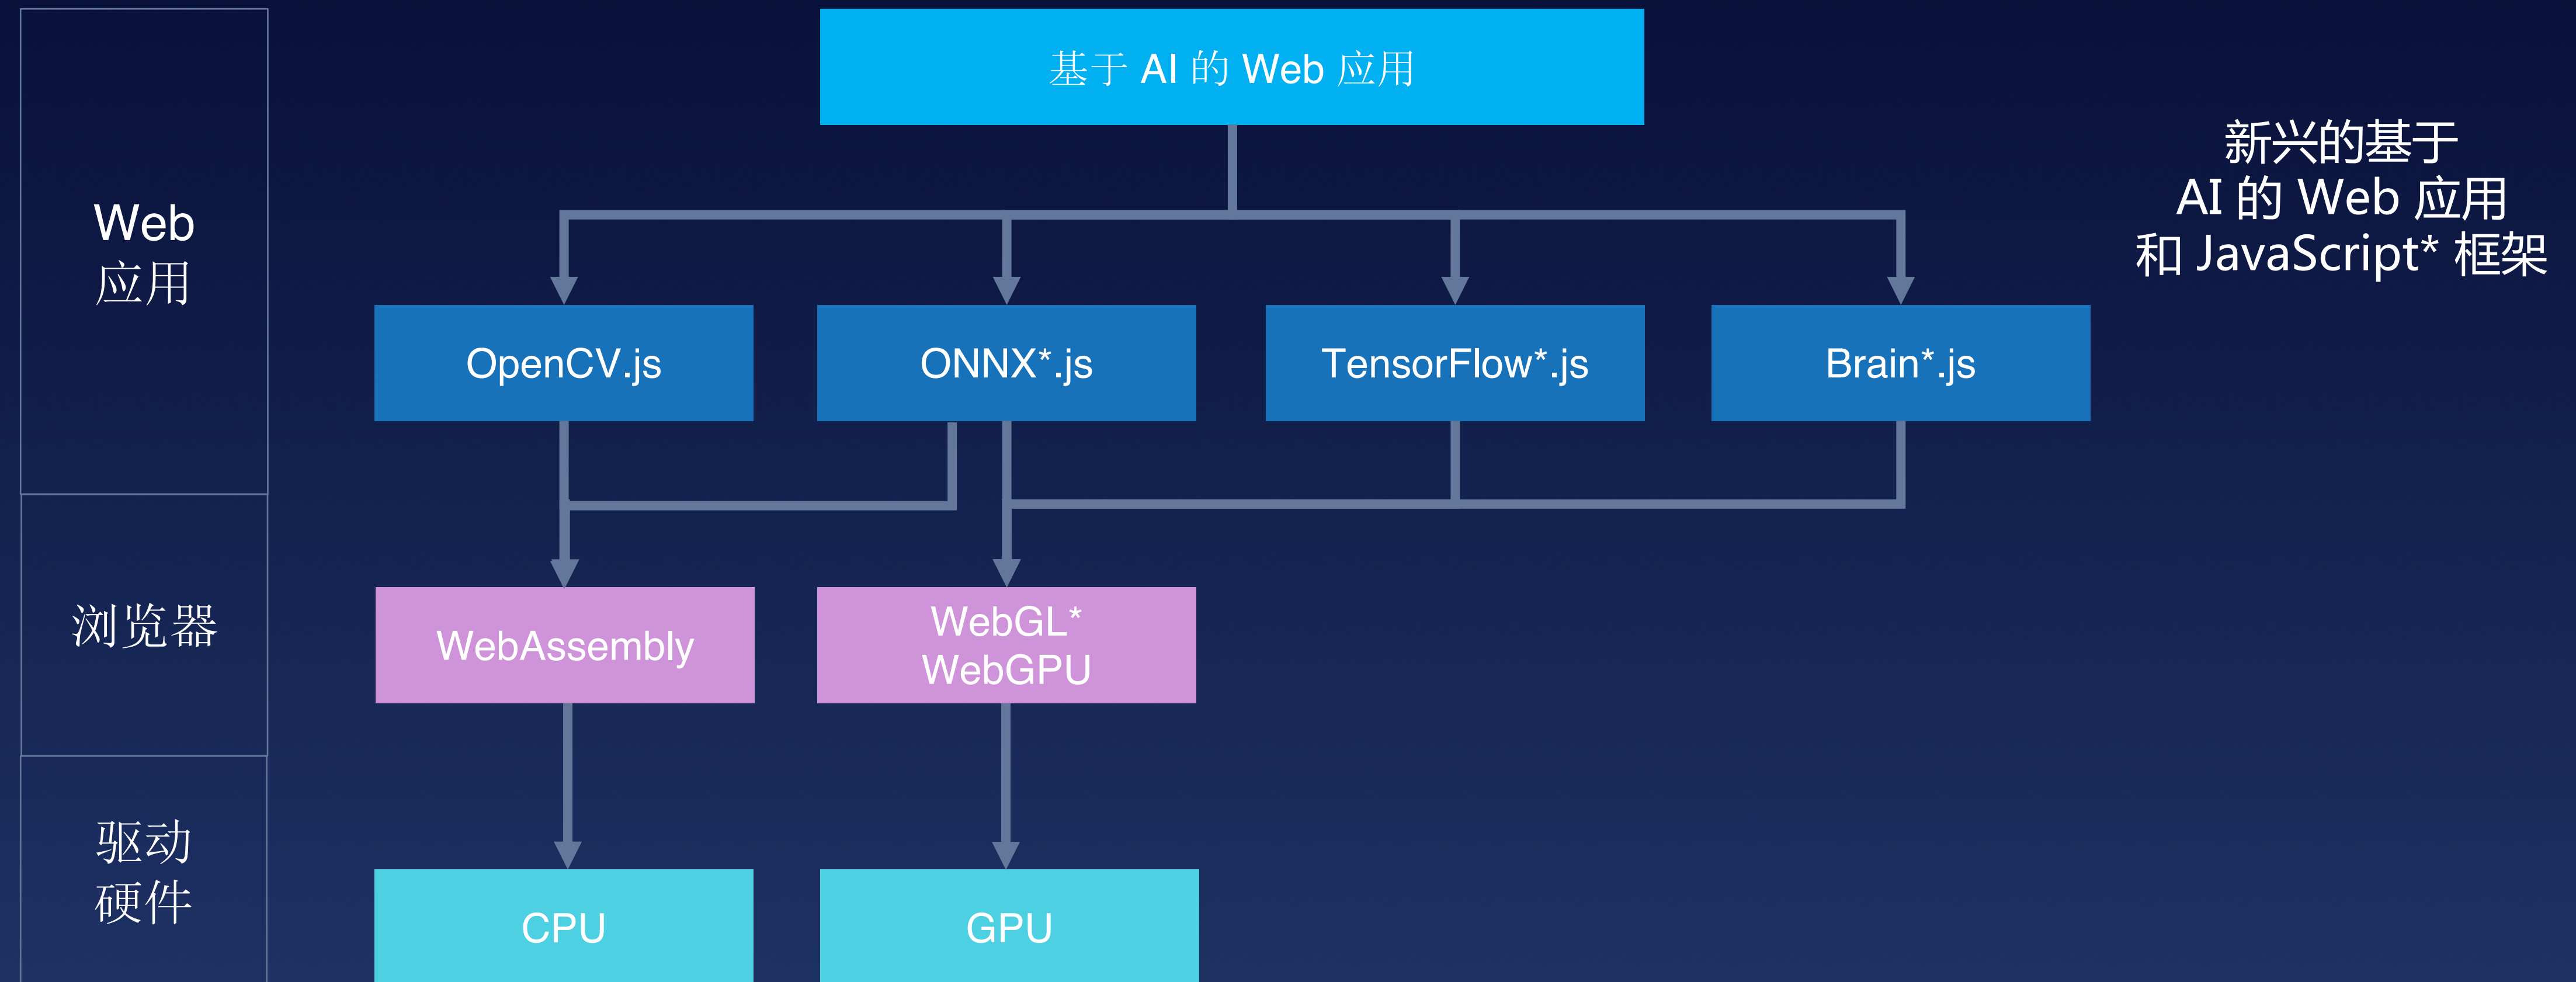 基于 AI 的 Web 应用
新兴的基于
AI 的 Web 应用
和 JavaScript* 框架
Web
应用
OpenCV.js
ONNX*.js
TensorFlow*.js
Brain*.js
浏览器
WebAssembly
WebGL*
WebGPU
驱动
硬件
CPU
GPU